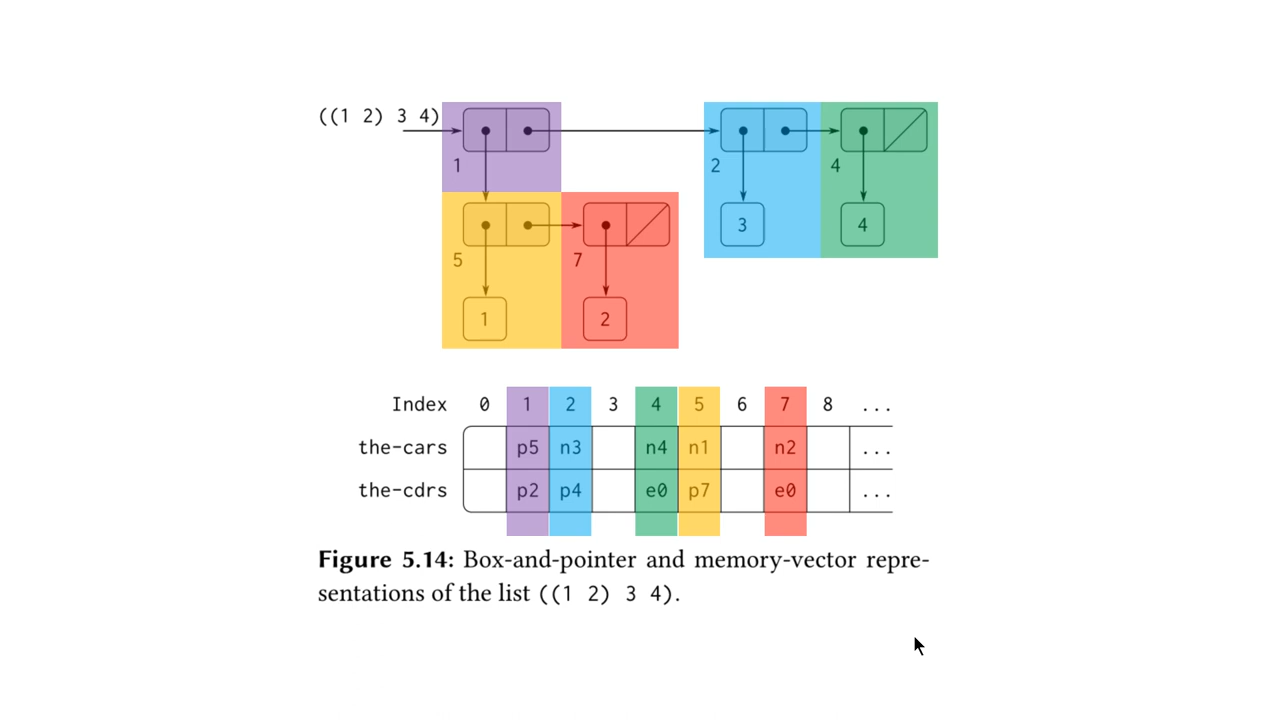 ((1 2) 3 4)
1
2
4
3
4
5
7
1
2
Index 0 1 2 3 4 5 6 7 8 ...
the-cars p5 n3 n4 n1 n2 ...
the-cdrs p2 p4 e0 p7 e0 ...
Figure 5.14: Box-and-pointer and memory-vector repre-
sentations of the list ((1 2) 3 4).